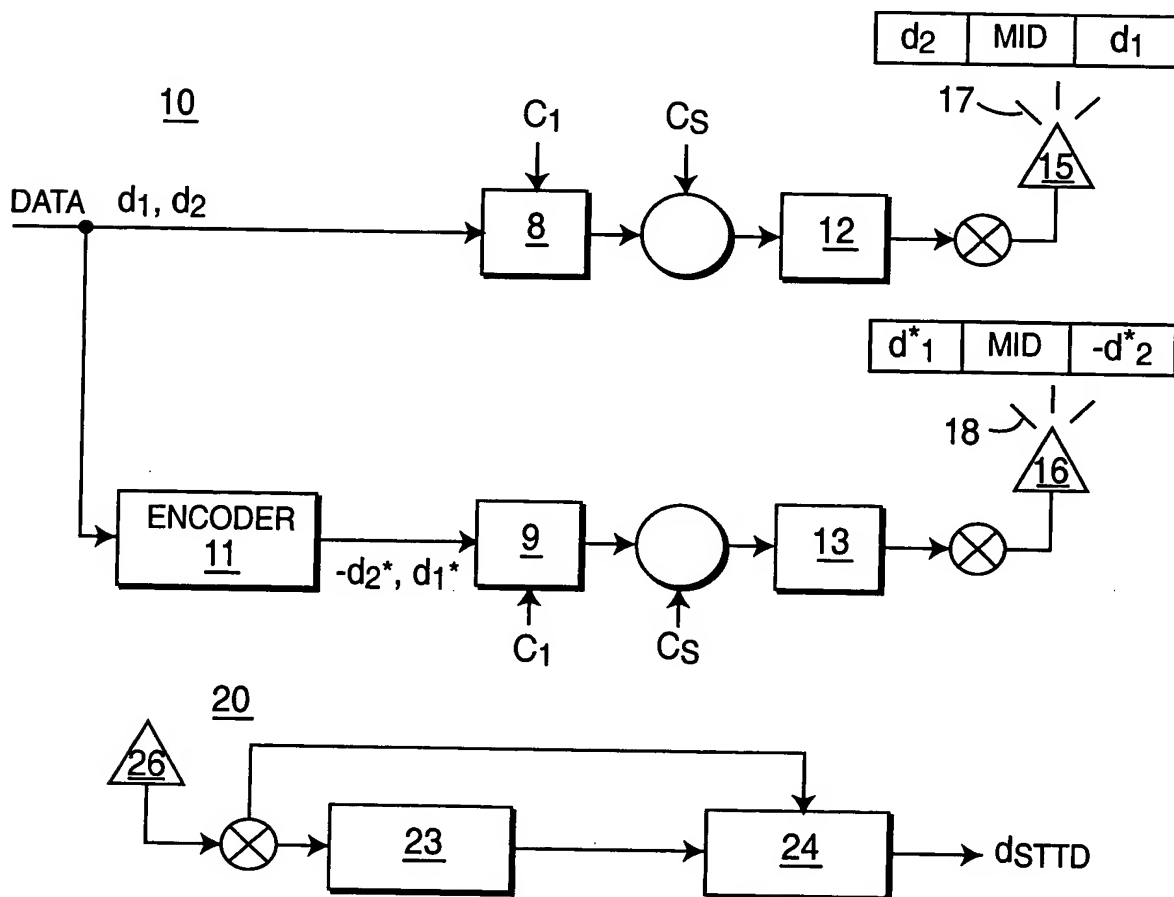 d2 MID d1
10
17
C1 CS
15
DATA d1, d2
8
12
d*1 MID -d*2
18
16
ENCODER
11
-d2*, d1*
9
13
C1 CS
20
26
23
24
dSTTD